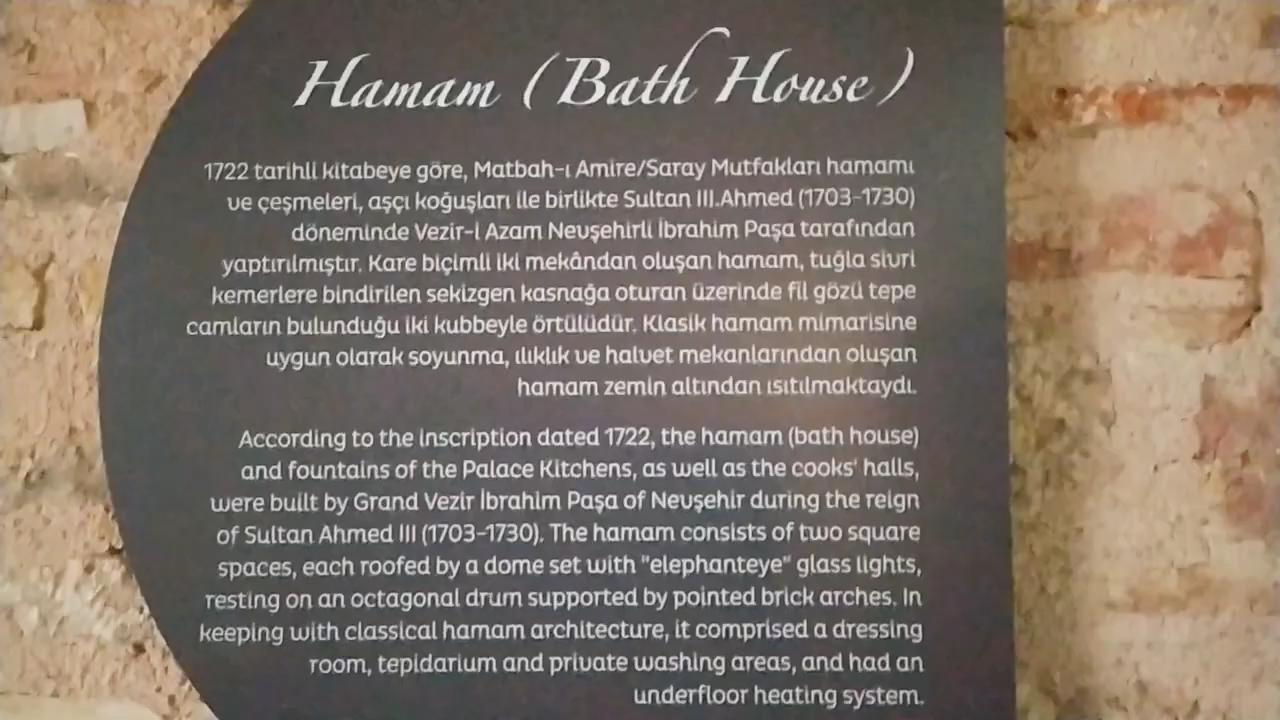 Hamam (Bath House)
1722 tarihli kitabeye göre, Matbah-ı Amire/Saray Mutfakları hamamı
ve çeşmeleri, aşçı koğuşları ile birlikte Sultan III.Ahmed (1703-1730)
döneminde Vezir-i Azam Nevşehirli İbrahim Paşa tarafından
yaptırılmıştır. Kare biçimli iki mekândan oluşan hamam, tuğla sivri
kemerlere bindirilen sekizgen kasnağa oturan üzerinde fil gözü tepe
camların bulunduğu iki kubbeyle örtülüdür. Klasik hamam mimarisine
uygun olarak soyunma, ılıklık ve halvet mekanlarından oluşan
hamam zemin altından ısıtılmaktaydı.
According to the inscription dated 1722, the hamam (bath house)
and fountains of the Palace Kitchens, as well as the cooks' halls,
were built by Grand Vezir İbrahim Paşa of Nevşehir during the reign
of Sultan Ahmed III (1703-1730). The hamam consists of two square
spaces, each roofed by a dome set with "elephanteye" glass lights,
resting on an octagonal drum supported by pointed brick arches. In
keeping with classical hamam architecture, it comprised a dressing
room, tepidarium and private washing areas, and had an
underfloor heating system.